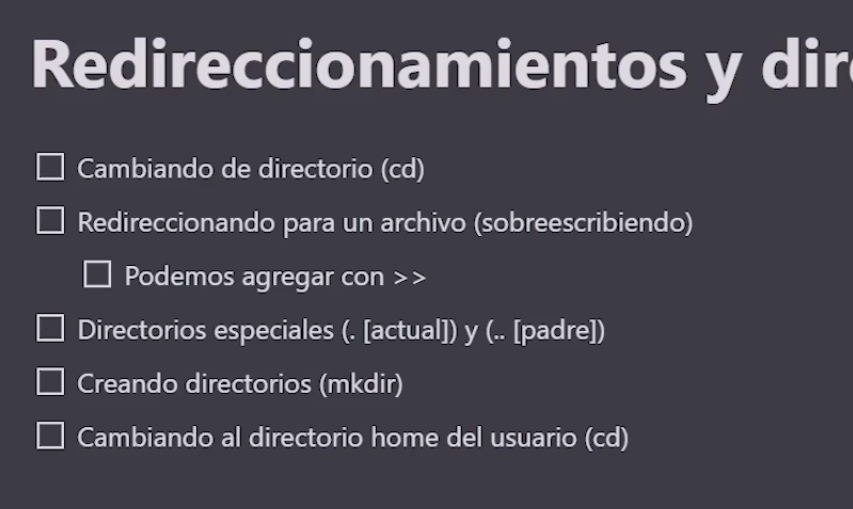 Redireccionamientos y dir
Cambiando de directorio (cd)
Redireccionando para un archivo (sobreescribiendo)
Podemos agregar con >>
Directorios especiales (. [actual]) y (.. [padre])
Creando directorios (mkdir)
Cambiando al directorio home del usuario (cd)